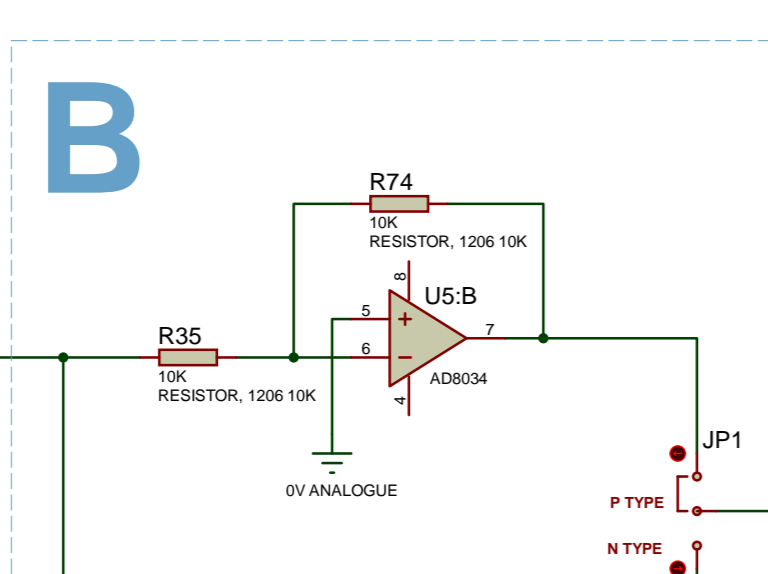 B
R74
10K
RESISTOR, 1206 10K
8
U5:B
5
+
7
R35
6
−
10K
RESISTOR, 1206 10K
AD8034
4
JP1
0V ANALOGUE
P TYPE
N TYPE